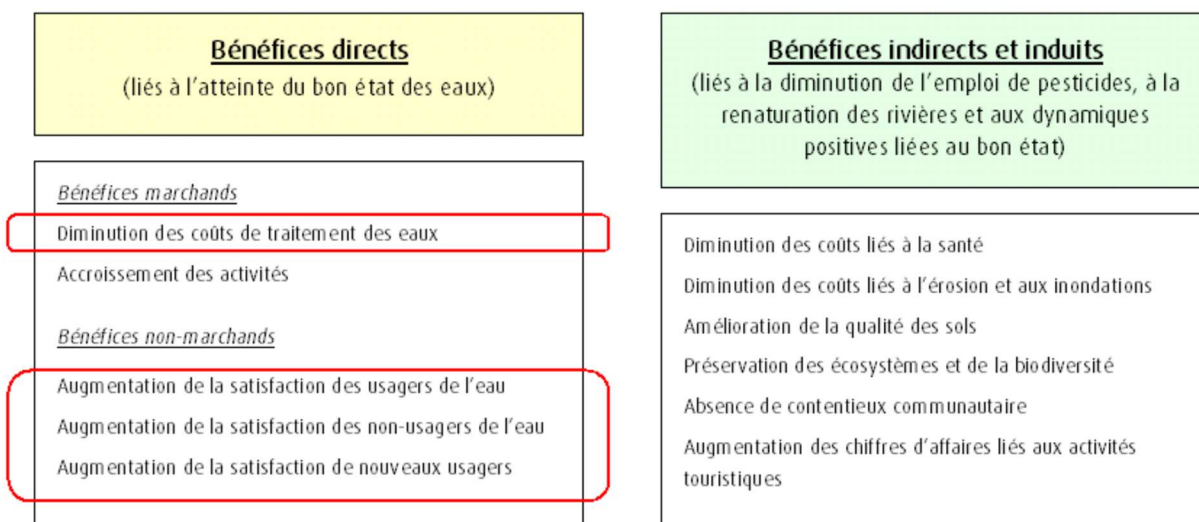 Bénéfices directs
(liés à l'atteinte du bon état des eaux)
Bénéfices marchands
Diminution des coûts de traitement des eaux
Accroissement des activités
Bénéfices non-marchands
Augmentation de la satisfaction des usagers de l'eau
Augmentation de la satisfaction des non-usagers de l'eau
Augmentation de la satisfaction de nouveaux usagers
Bénéfices indirects et induits
(liés à la diminution de l'emploi de pesticides, à la
renaturation des rivières et aux dynamiques
positives liées au bon état)
Diminution des coûts liés à la santé
Diminution des coûts liés à l'érosion et aux inondations
Amélioration de la qualité des sols
Préservation des écosystèmes et de la biodiversité
Absence de contentieux communautaire
Augmentation des chiffres d'affaires liés aux activités
touristiques